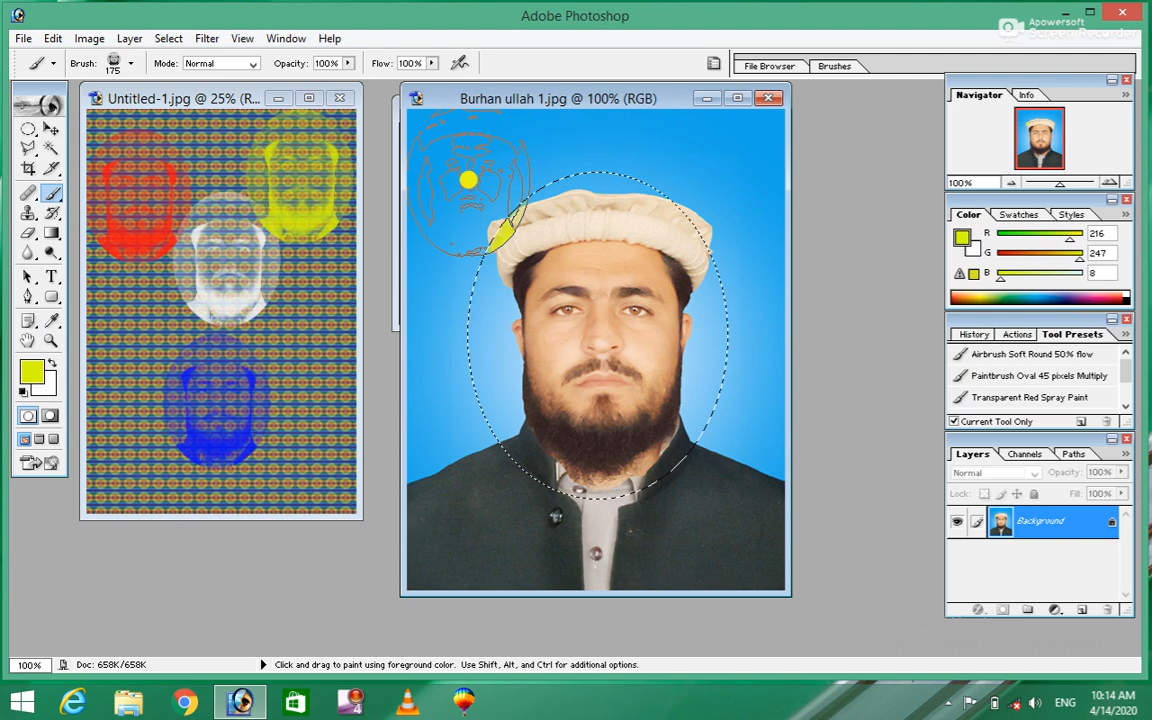 Adobe Photoshop
Apowersoft
Screen Recorder
File Edit Image Layer Select Filter View Window Help
Brush: 175 Mode: Normal Opacity: 100% Flow: 100% File Browser Brushes
Untitled-1.jpg @ 25% (R...
Burhan ullah 1.jpg @ 100% (RGB)
Navigator Info
100%
Color Swatches Styles
R 216
G 247
B 8
T
History Actions Tool Presets
Airbrush Soft Round 50% flow
Paintbrush Oval 45 pixels Multiply
Transparent Red Spray Paint
Current Tool Only
Layers Channels Paths
Normal Opacity: 100%
Lock: Fill: 100%
Background
100% Doc: 658K/658K Click and drag to paint using foreground color. Use Shift, Alt, and Ctrl for additional options.
4
ENG
10:14 AM
4/14/2020